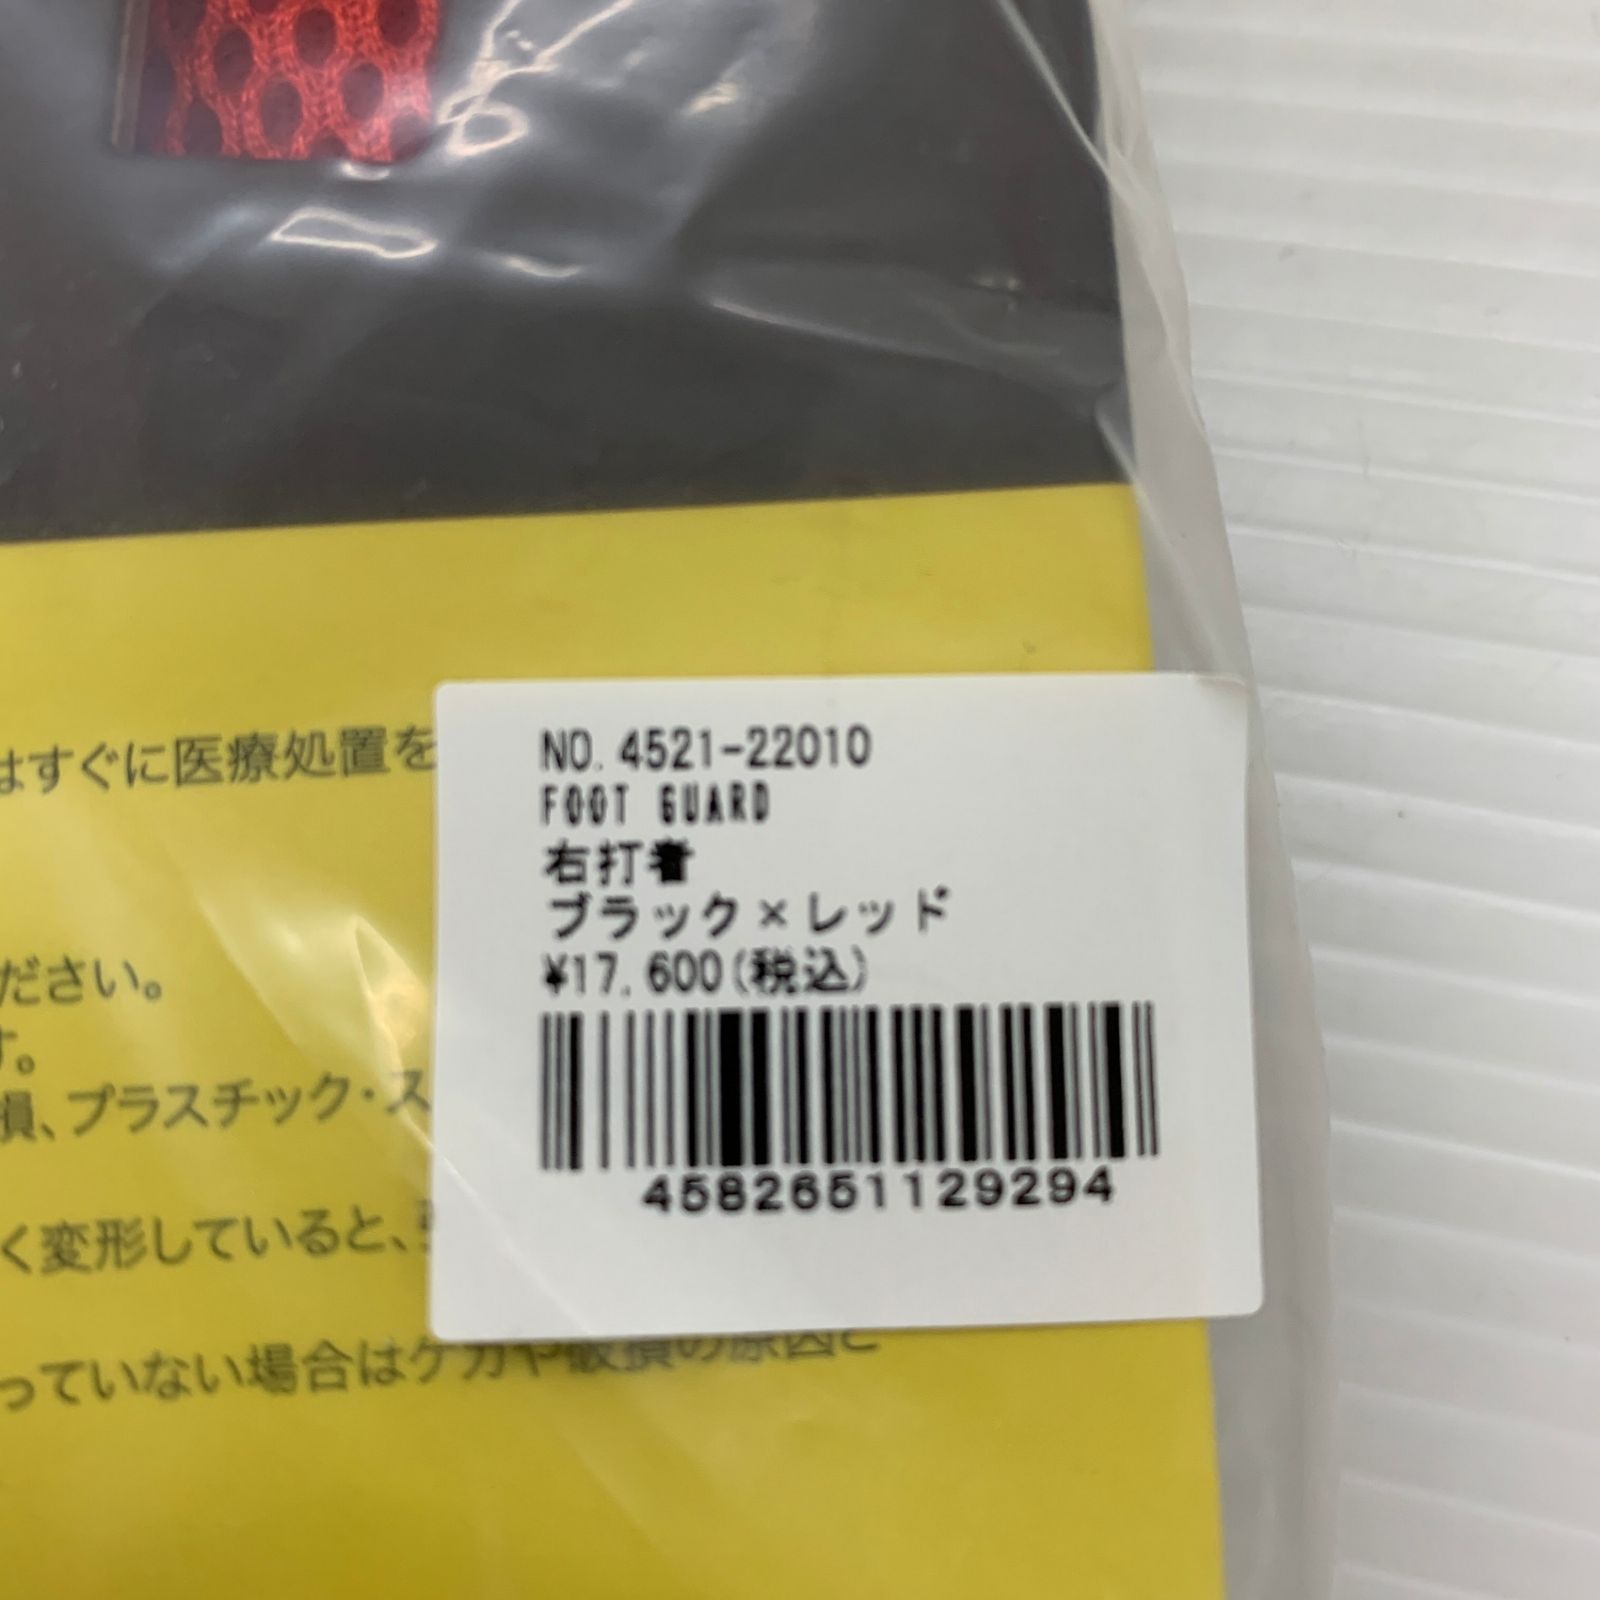 はすぐに医療処置を
NO. 4521-22010
FOOT GUARD
右打者
ブラック×レッド
¥17,600(税込)
4582651129294
ださい。
す。
損、プラスチック・ス
く変形していると、
っていない場合はケガや破損の原因と